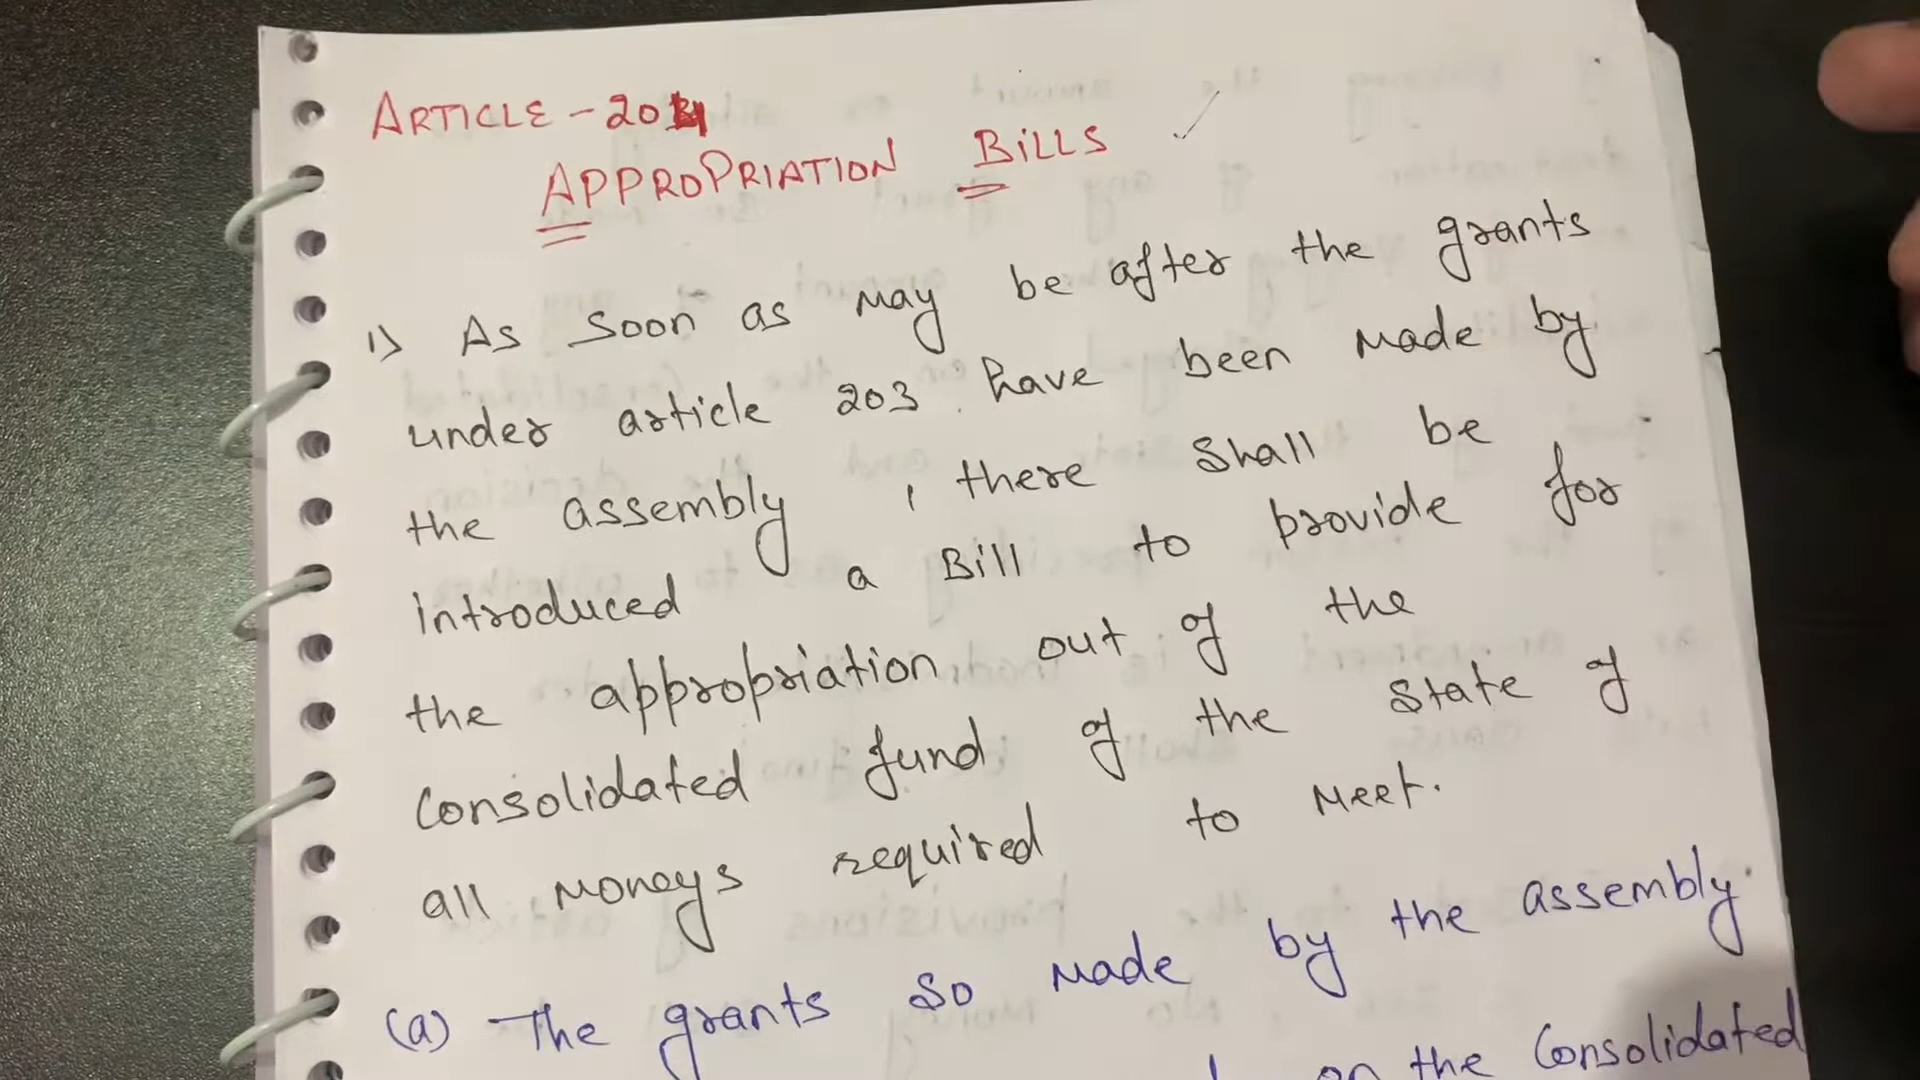 ARTICLE - 204
APPROPRIATION BILLS
1) As soon as may be after the grants
under article 203 have been made by
the assembly, there shall be
introduced a Bill to provide for
the appropriation out of the
Consolidated fund of the state of
all moneys required to meet.
(a) The grants so made by the assembly
on the Consolidated